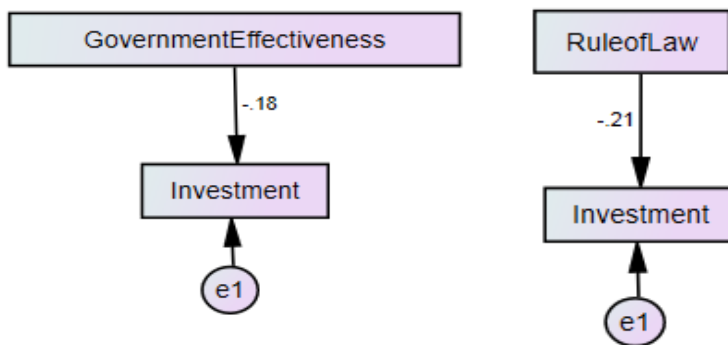 GovernmentEffectiveness
-.18
Investment
e1
RuleofLaw
-.21
Investment
e1